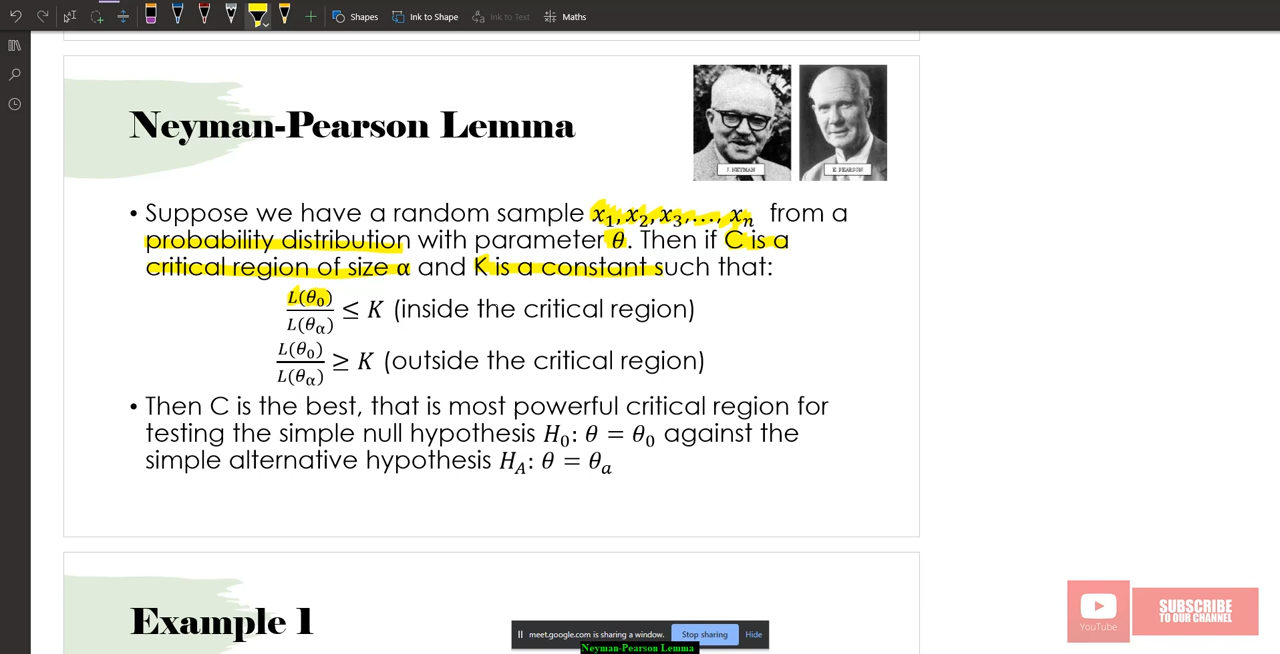 Shapes
Ink to Shape
Ink to Text
Maths
Neyman-Pearson Lemma
J. NEYMAN
E. PEARSON
• Suppose we have a random sample x₁, x₂, x₃, …, xₙ from a
probability distribution with parameter θ. Then if C is a
critical region of size α and K is a constant such that:
L(θ₀)/L(θ_α) ≤ K (inside the critical region)
L(θ₀)/L(θ_α) ≥ K (outside the critical region)
• Then C is the best, that is most powerful critical region for
testing the simple null hypothesis H₀: θ = θ₀ against the
simple alternative hypothesis H_A: θ = θₐ
Example 1
meet.google.com is sharing a window.
Stop sharing
Hide
Neyman-Pearson Lemma
YouTube
SUBSCRIBE
TO OUR CHANNEL